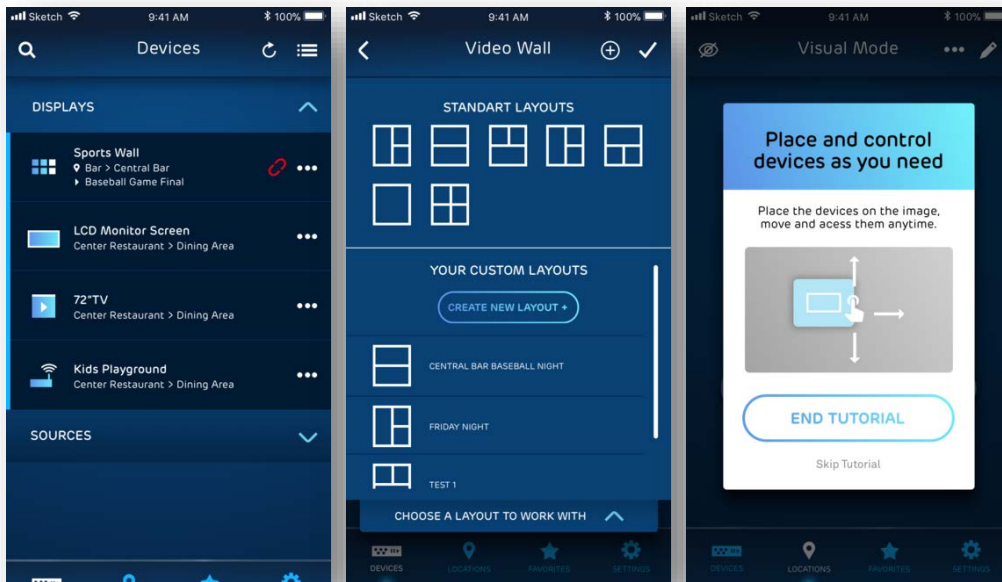 Sketch 9:41 AM 100%
Devices
DISPLAYS
Sports Wall
Bar > Central Bar
Baseball Game Final
LCD Monitor Screen
Center Restaurant > Dining Area
72"TV
Center Restaurant > Dining Area
Kids Playground
Center Restaurant > Dining Area
SOURCES
Sketch 9:41 AM 100%
Video Wall
STANDART LAYOUTS
YOUR CUSTOM LAYOUTS
CREATE NEW LAYOUT +
CENTRAL BAR BASEBALL NIGHT
FRIDAY NIGHT
TEST 1
CHOOSE A LAYOUT TO WORK WITH
DEVICES LOCATIONS FAVORITES SETTINGS
Sketch 9:41 AM 100%
Visual Mode
Place and control
devices as you need
Place the devices on the image,
move and acess them anytime.
END TUTORIAL
Skip Tutorial
DEVICES LOCATIONS FAVORITES SETTINGS